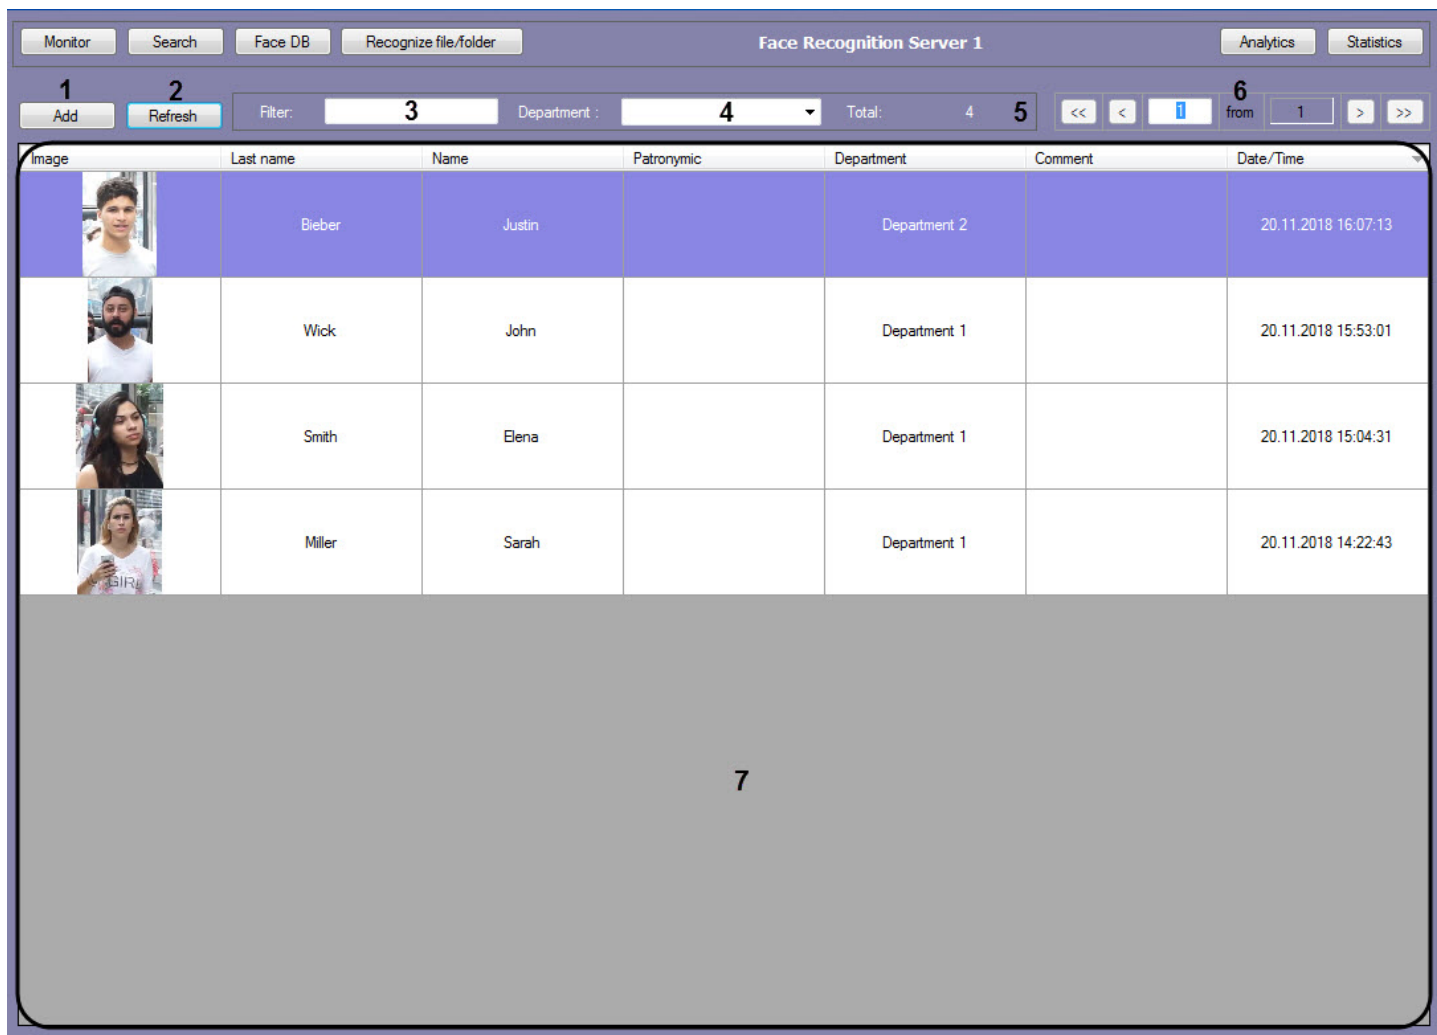 Monitor Search Face DB Recognize file/folder Face Recognition Server 1 Analytics Statistics
1 2 6
Add Refresh Filter: 3 Department : 4 Total: 4 5 << < 1 from 1 > >>
Image Last name Name Patronymic Department Comment Date/Time
Bieber Justin Department 2 20.11.2018 16:07:13
Wick John Department 1 20.11.2018 15:53:01
Smith Elena Department 1 20.11.2018 15:04:31
Miller Sarah Department 1 20.11.2018 14:22:43
GIRL
7